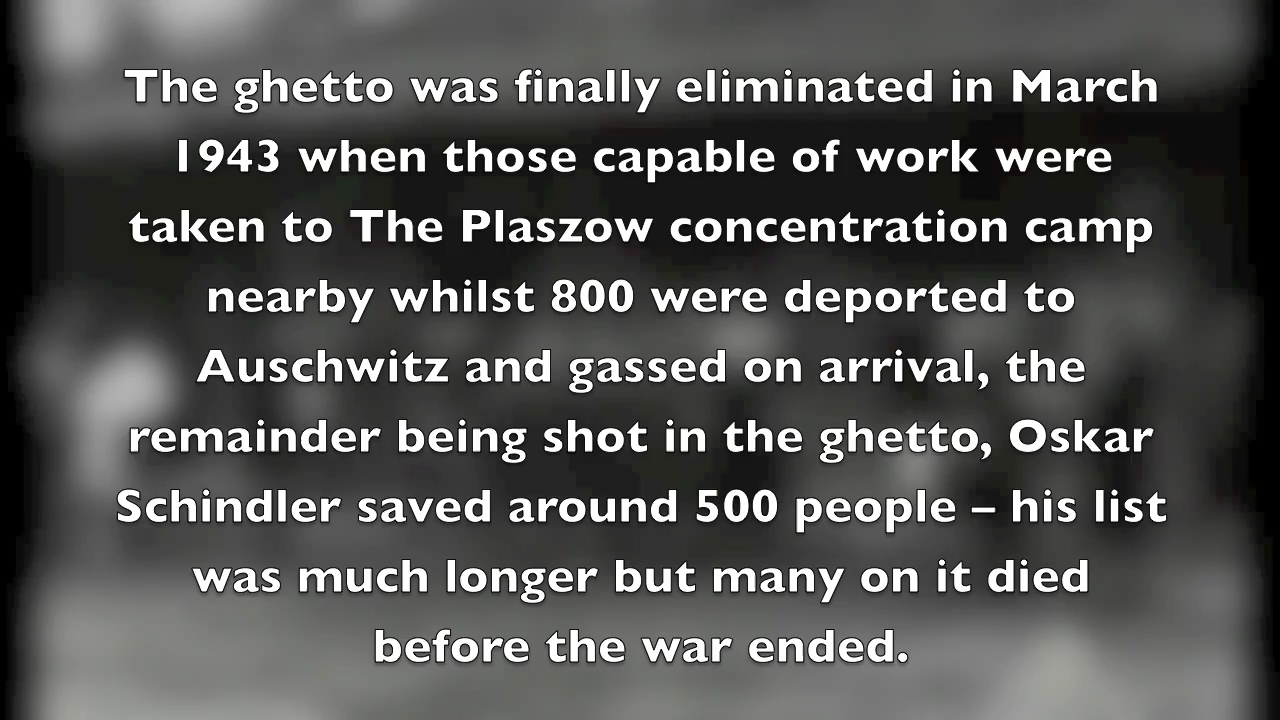 The ghetto was finally eliminated in March
1943 when those capable of work were
taken to The Plaszow concentration camp
nearby whilst 800 were deported to
Auschwitz and gassed on arrival, the
remainder being shot in the ghetto, Oskar
Schindler saved around 500 people – his list
was much longer but many on it died
before the war ended.